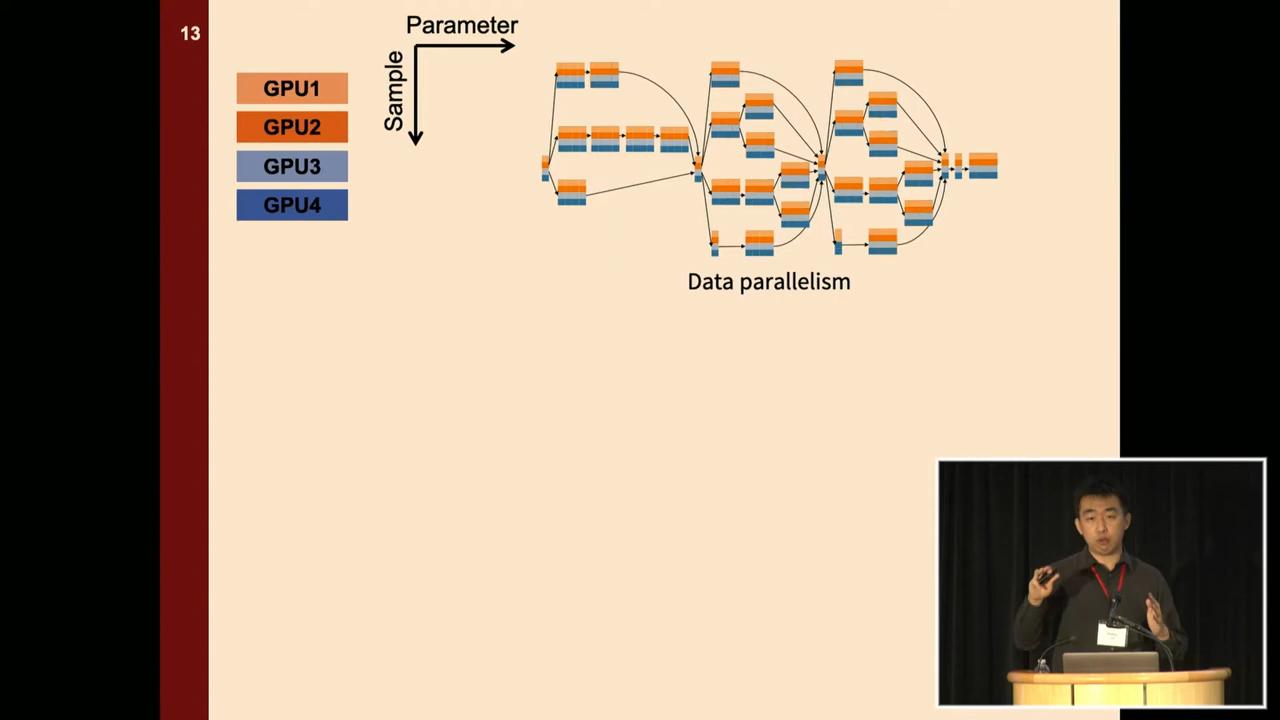 13
Parameter
Sample
GPU1
GPU2
GPU3
GPU4
Data parallelism